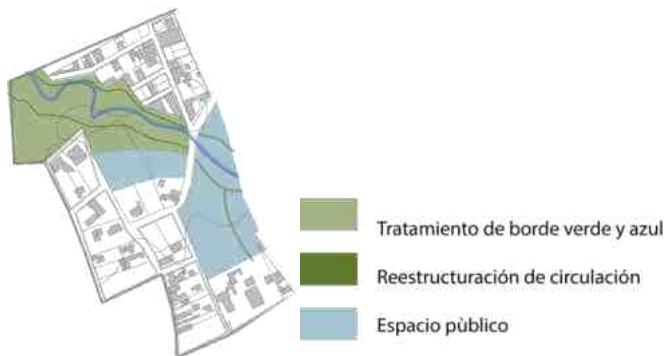 Tratamiento de borde verde y azul
Reestructuración de circulación
Espacio pùblico